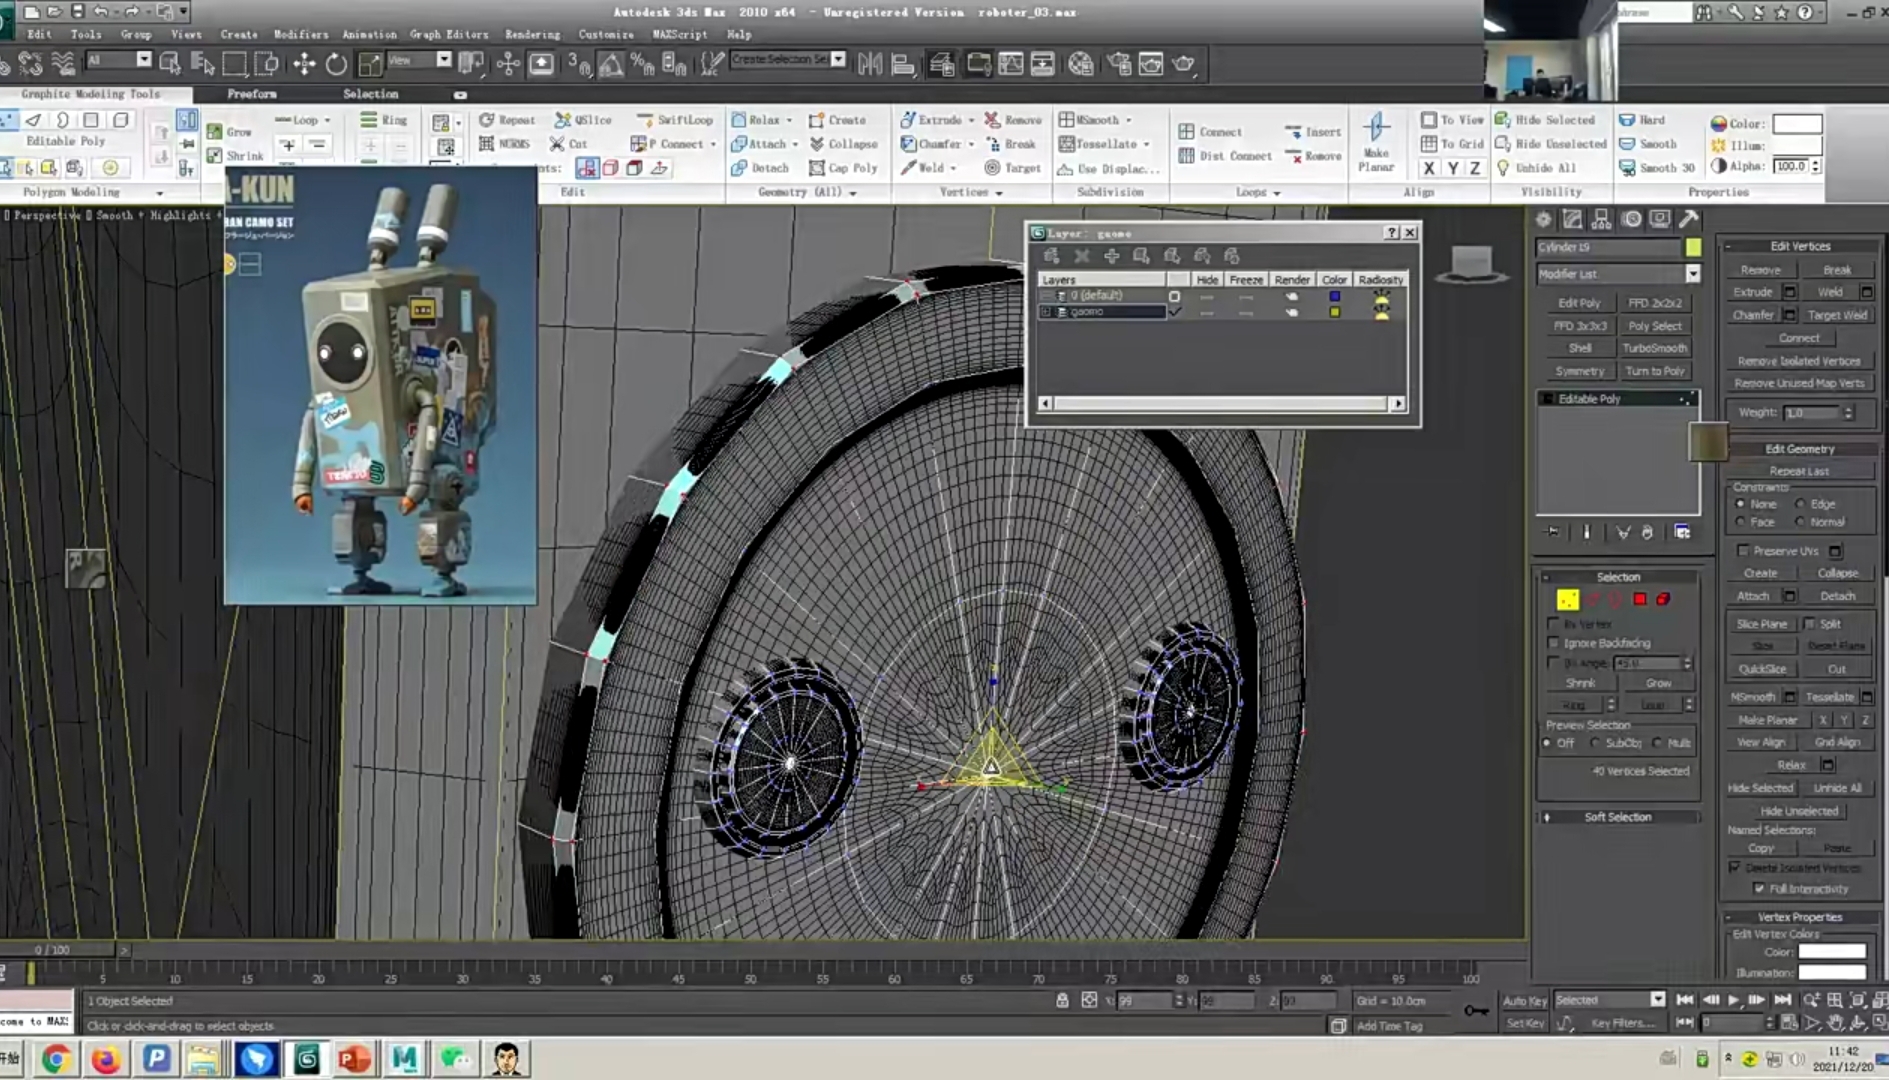 Autodesk 3ds Max 2010 x64 - Unregistered Version roboter_03.max
Edit Tools Group Views Create Modifiers Animation Graph Editors Rendering Customize MAXScript Help
All View Create Selection Se
Graphite Modeling Tools Freeform Selection
Grow Loop Ring Repeat QSlice SwiftLoop Relax Create Extrude Remove MSmooth Connect Insert To View Hide Selected Hard Color:
Editable Poly Shrink NURMS Cut P Connect Attach Collapse Chamfer Break Tessellate Dist Connect Remove Make Planar To Grid Hide Unselected Smooth Illum:
Detach Cap Poly Weld Target Use Displac... X Y Z Unhide All Smooth 30 Alpha: 100.0
Polygon Modeling Edit Geometry (All) Vertices Subdivision Loops Align Visibility Properties
Perspective Smooth + Highlights
-KUN
CAMO SET
Layer: gaomo
Layers Hide Freeze Render Color Radiosity
0 (default)
gaomo
Cylinder19
Modifier List
Edit Poly FFD 2x2x2
FFD 3x3x3 Poly Select
Shell TurboSmooth
Symmetry Turn to Poly
Editable Poly
Selection
By Vertex
Ignore Backfacing
By Angle: 45.0
Shrink Grow
Ring Loop
Preview Selection
Off SubObj Multi
40 Vertices Selected
Soft Selection
Edit Vertices
Remove Break
Extrude Weld
Chamfer Target Weld
Connect
Remove Isolated Vertices
Remove Unused Map Verts
Weight: 1.0
Edit Geometry
Repeat Last
Constraints
None Edge
Face Normal
Preserve UVs
Create Collapse
Attach Detach
Slice Plane Split
Slice Reset Plane
QuickSlice Cut
MSmooth Tessellate
Make Planar X Y Z
View Align Grid Align
Relax
Hide Selected Unhide All
Hide Unselected
Named Selections:
Copy Paste
Delete Isolated Vertices
Full Interactivity
Vertex Properties
Edit Vertex Colors
Color:
Illumination:
0 / 100
5 10 15 20 25 30 35 40 45 50 55 60 65 70 75 80 85 90 95 100
1 Object Selected X: 99 Y: 99 Z: Grid = 10.0cm Auto Key Selected
come to MAX: Click or click-and-drag to select objects Add Time Tag Set Key Key Filters... 0
开始
11:42
2021/12/20